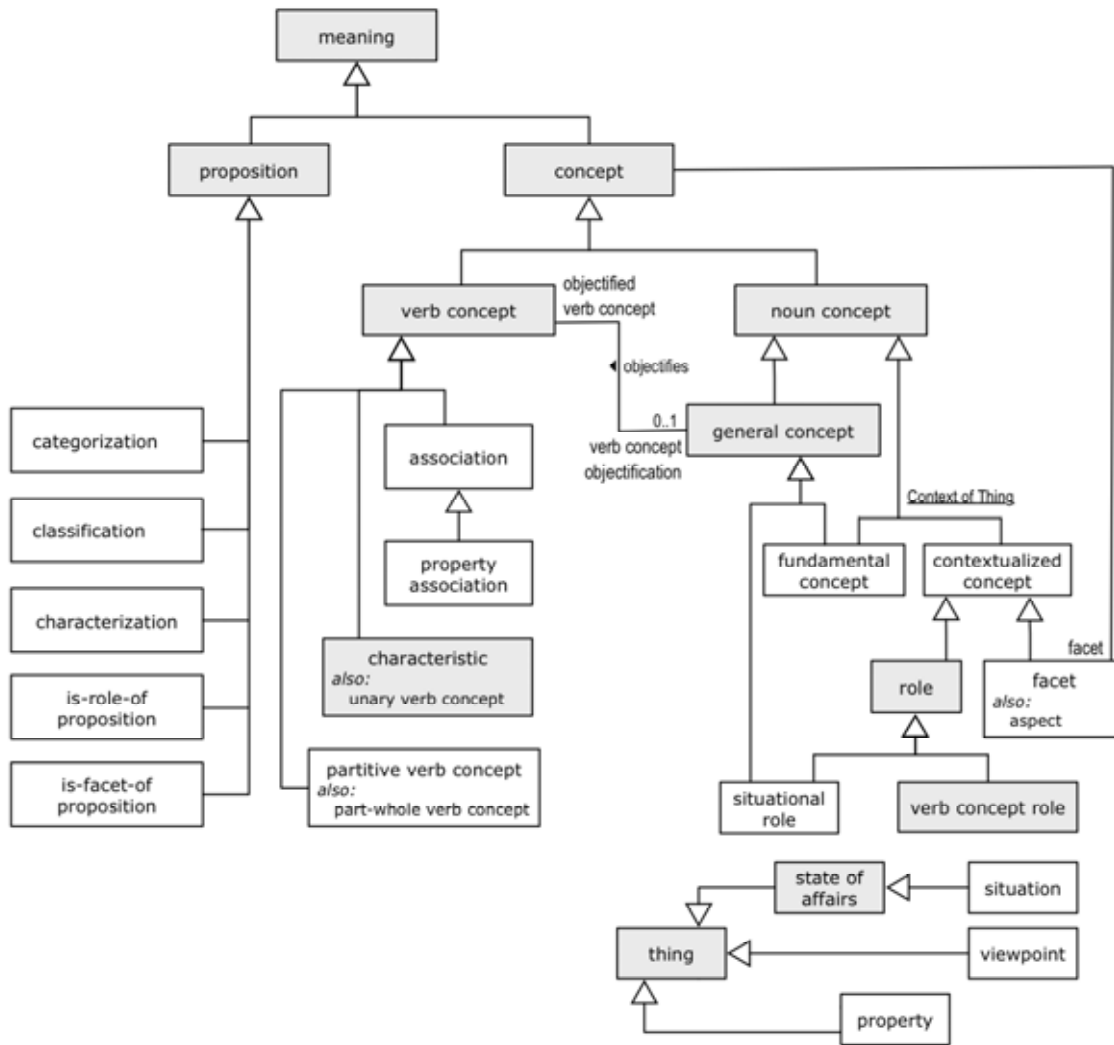 meaning
proposition
concept
objectified
verb concept
verb concept
noun concept
objectifies
0..1
general concept
verb concept
objectification
categorization
association
classification
Context of Thing
property
association
fundamental
concept
contextualized
concept
characterization
characteristic
also:
unary verb concept
facet
role
facet
also:
aspect
is-role-of
proposition
is-facet-of
proposition
partitive verb concept
also:
part-whole verb concept
situational
role
verb concept role
state of
affairs
situation
thing
viewpoint
property